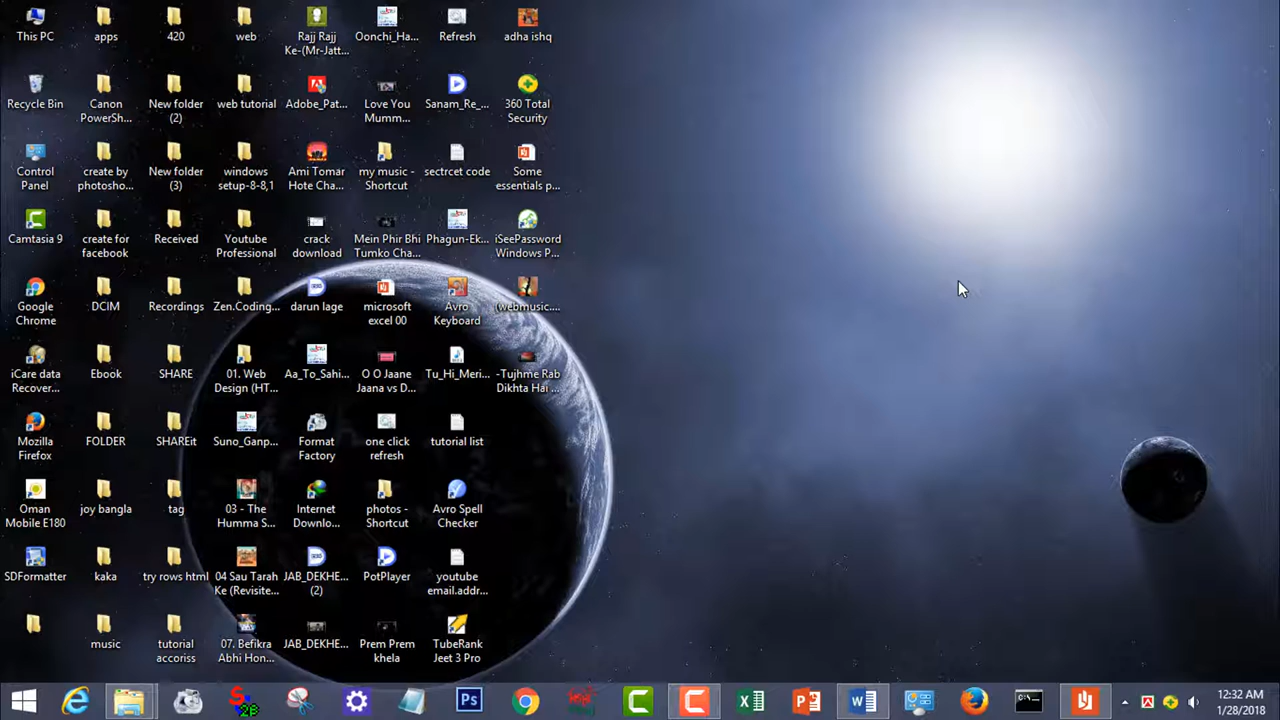 This PC
apps
420
web
Rajj Rajj
Ke-(Mr-Jatt...
Oonchi_Ha...
Refresh
adha ishq
Recycle Bin
Canon
PowerSh...
New folder
(2)
web tutorial
Adobe_Pat...
Love You
Mumm...
Sanam_Re_...
360 Total
Security
Control
Panel
create by
photosho...
New folder
(3)
windows
setup-8-8,1
Ami Tomar
Hote Cha...
my music -
Shortcut
sectrcet code
Some
essentials p...
Camtasia 9
create for
facebook
Received
Youtube
Professional
crack
download
Mein Phir Bhi
Tumko Cha...
Phagun-Ek...
iSeePassword
Windows P...
Google
Chrome
DCIM
Recordings
Zen.Coding...
darun lage
microsoft
excel 00
Avro
Keyboard
(webmusic....
iCare data
Recover...
Ebook
SHARE
01. Web
Design (HT...
Aa_To_Sahi...
O O Jaane
Jaana vs D...
Tu_Hi_Meri...
-Tujhme Rab
Dikhta Hai ...
Mozilla
Firefox
FOLDER
SHAREit
Suno_Ganp...
Format
Factory
one click
refresh
tutorial list
Oman
Mobile E180
joy bangla
tag
03 - The
Humma S...
Internet
Downlo...
photos -
Shortcut
Avro Spell
Checker
SDFormatter
kaka
try rows html
04 Sau Tarah
Ke (Revisite...
JAB_DEKHE...
(2)
PotPlayer
youtube
email.addr...
music
tutorial
accoriss
07. Befikra
Abhi Hon...
JAB_DEKHE...
Prem Prem
khela
TubeRank
Jeet 3 Pro
Ps
12:32 AM
1/28/2018